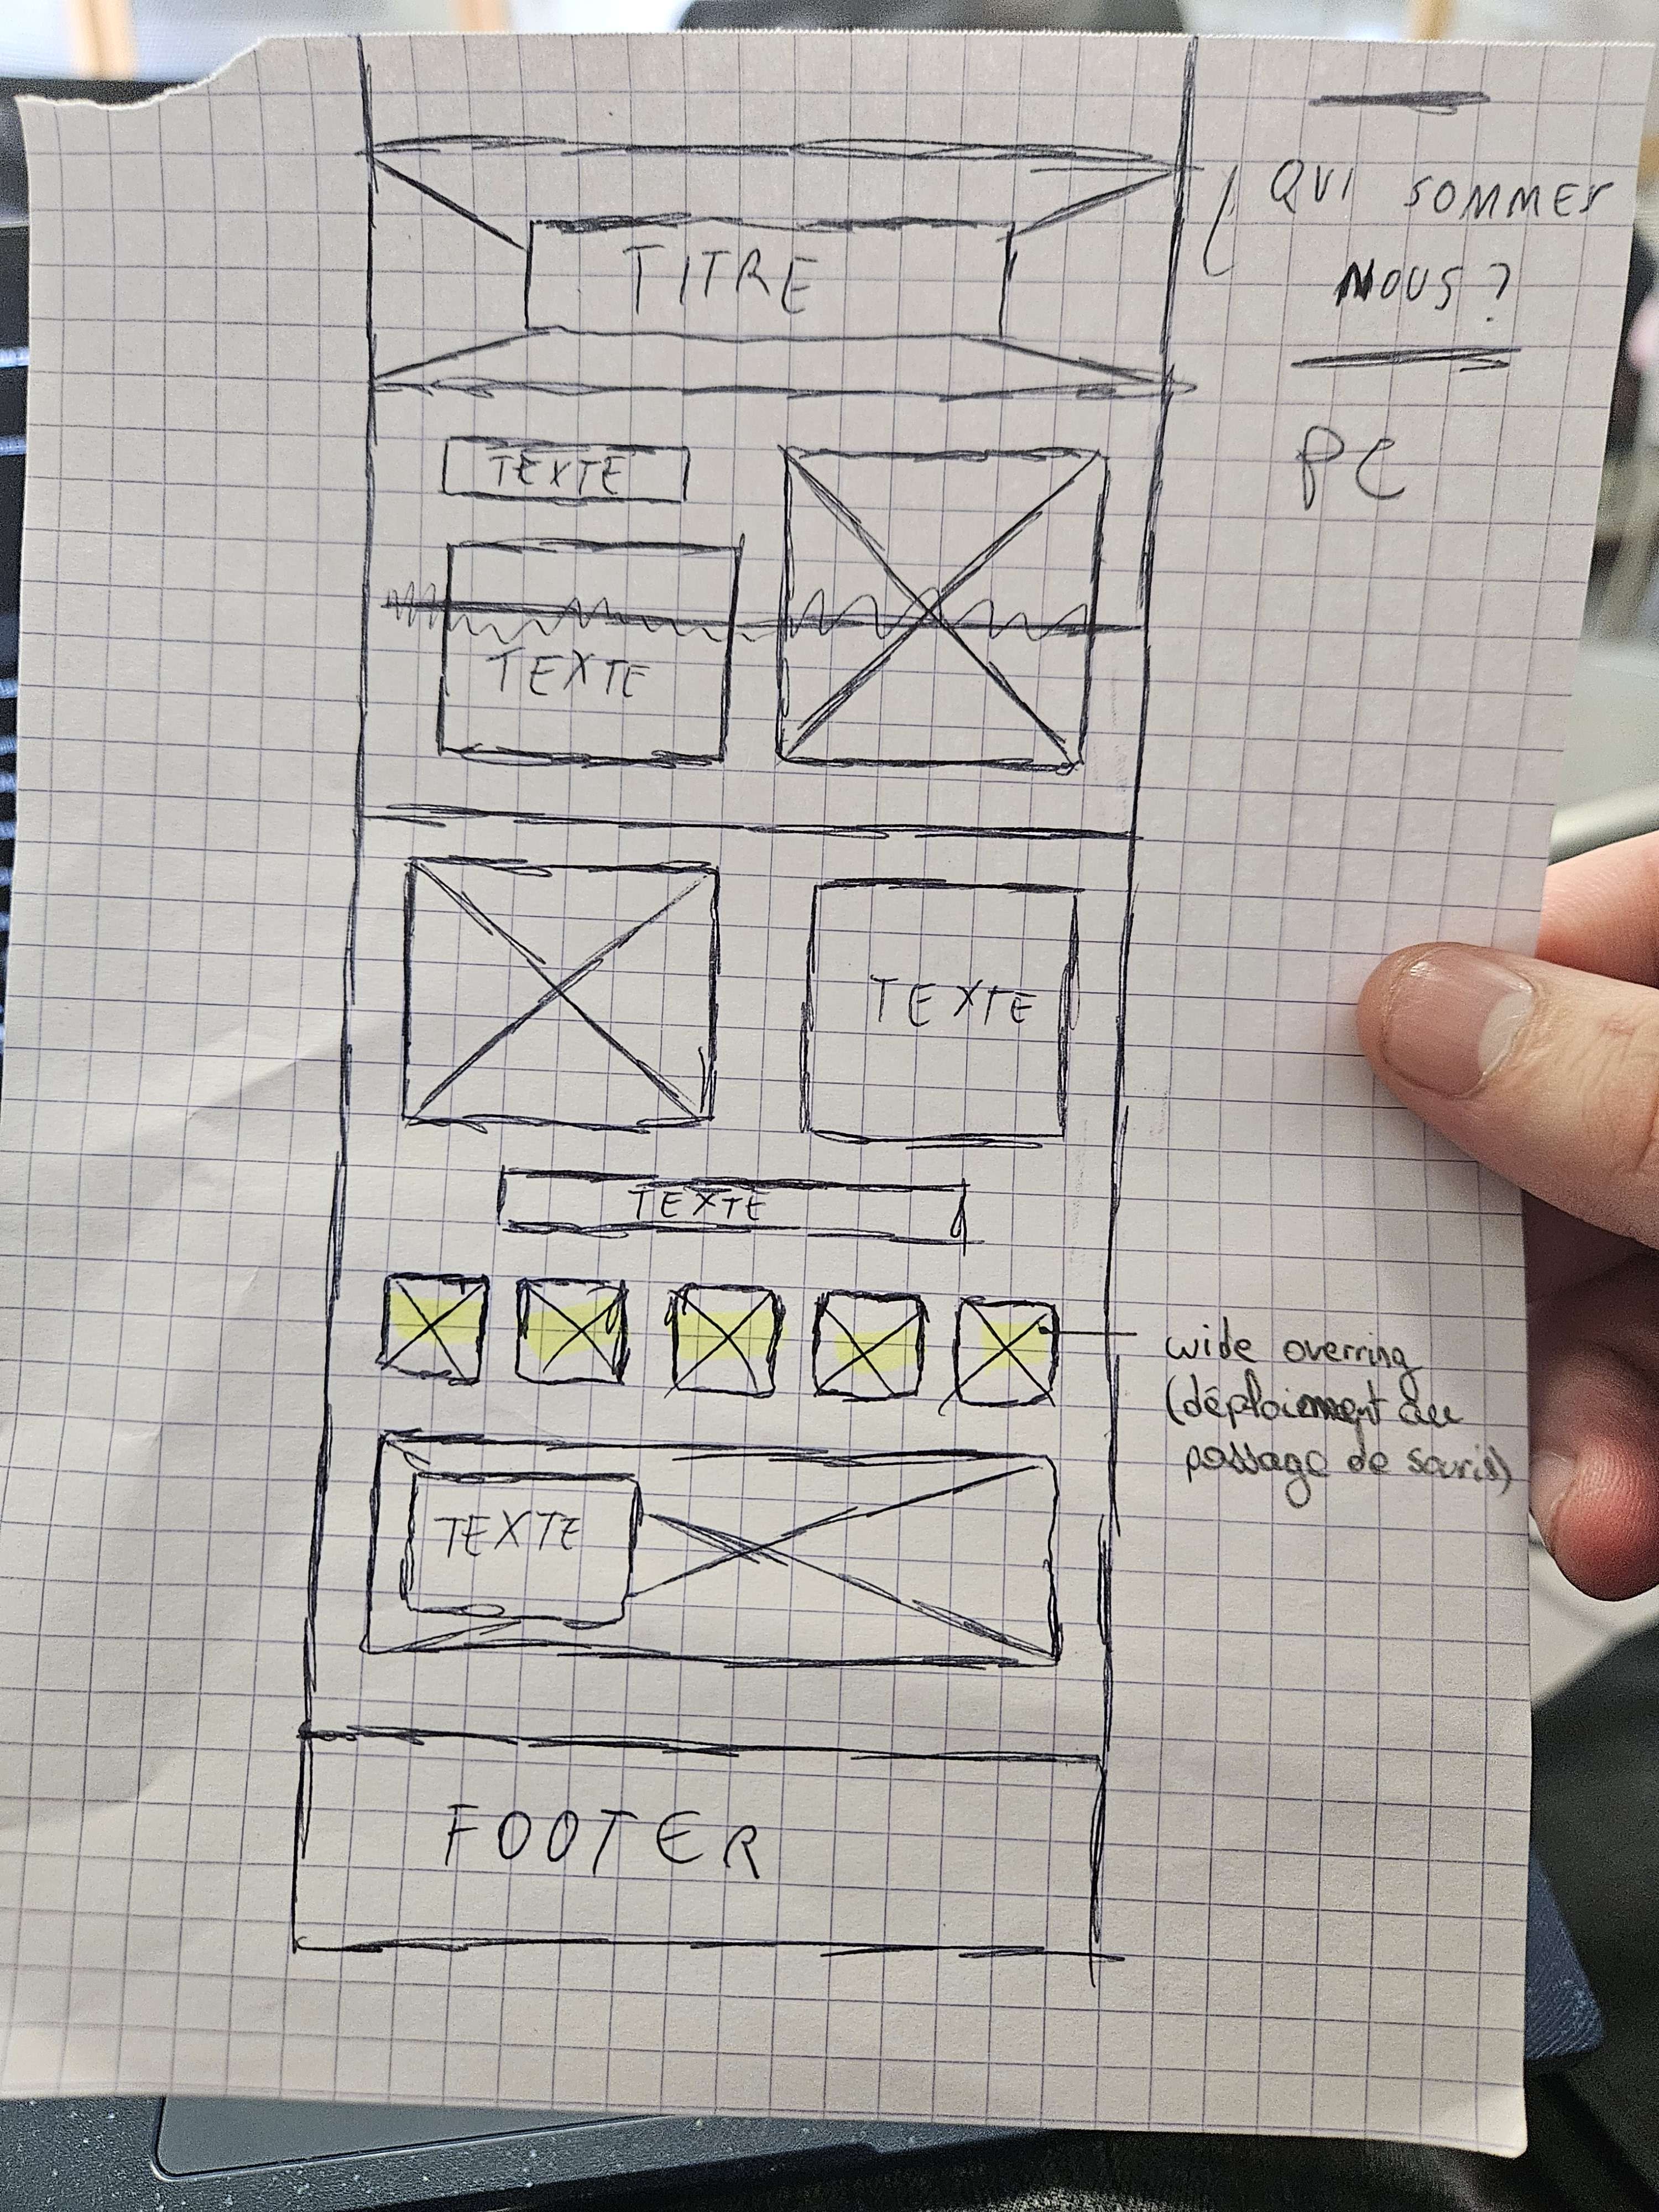 QUI SOMMES
NOUS ?
PC
TITRE
TEXTE
TEXTE
TEXTE
TEXTE
wide overring
(déploiement au
passage de souris)
TEXTE
FOOTER